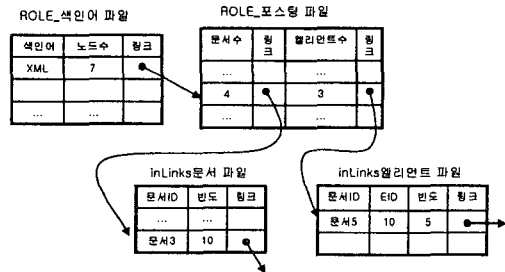 ROLE_색인어 파일
ROLE_포스팅 파일
색인어 노드수 링크
XML 7
... ...
문서수 링크 엘리먼트수 링크
... ...
4 3
... ...
inLinks문서 파일
inLinks엘리먼트 파일
문서ID 빈도 링크
... ...
문서3 10
문서ID EID 빈도 링크
문서5 10 5